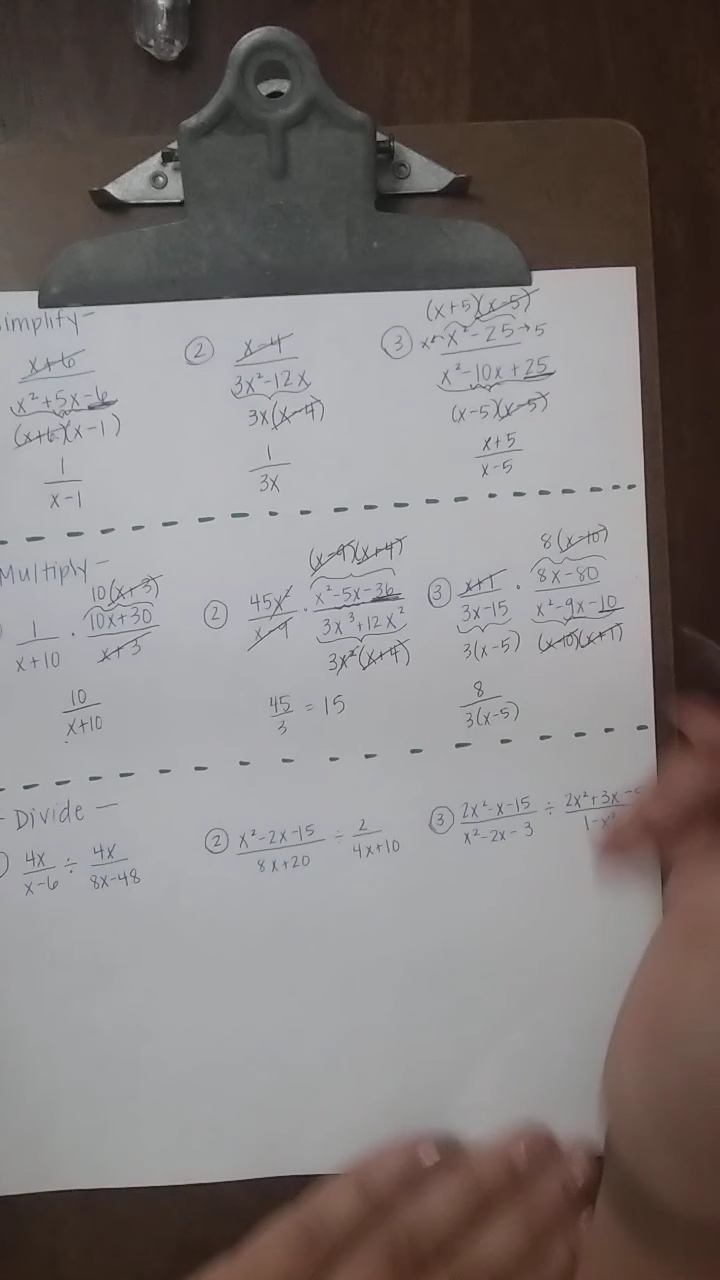 implify-
x+6
x²+5x-6
(x+6)(x-1)
1
x-1
② x-4
3x²-12x
3x(x-4)
1
3x
(x+5)(x-5)
③ x← x²-25 →5
x²-10x+25
(x-5)(x-5)
x+5
x-5
Multiply-
10(x+3)
1/x+10 · 10x+30/x+3
10
x+10
(x-9)(x+4)
② 45x²/x-9 · x²-5x-36/3x³+12x²
3x²(x+4)
45/3 = 15
8(x-10)
③ x+1/3x-15 · 8x-80/x²-9x-10
3(x-5) (x-10)(x+1)
8
3(x-5)
- Divide -
4x/x-6 ÷ 4x/8x-48
② x²-2x-15/8x+20 ÷ 2/4x+10
③ 2x²-x-15/x²-2x-3 ÷ 2x²+3x-